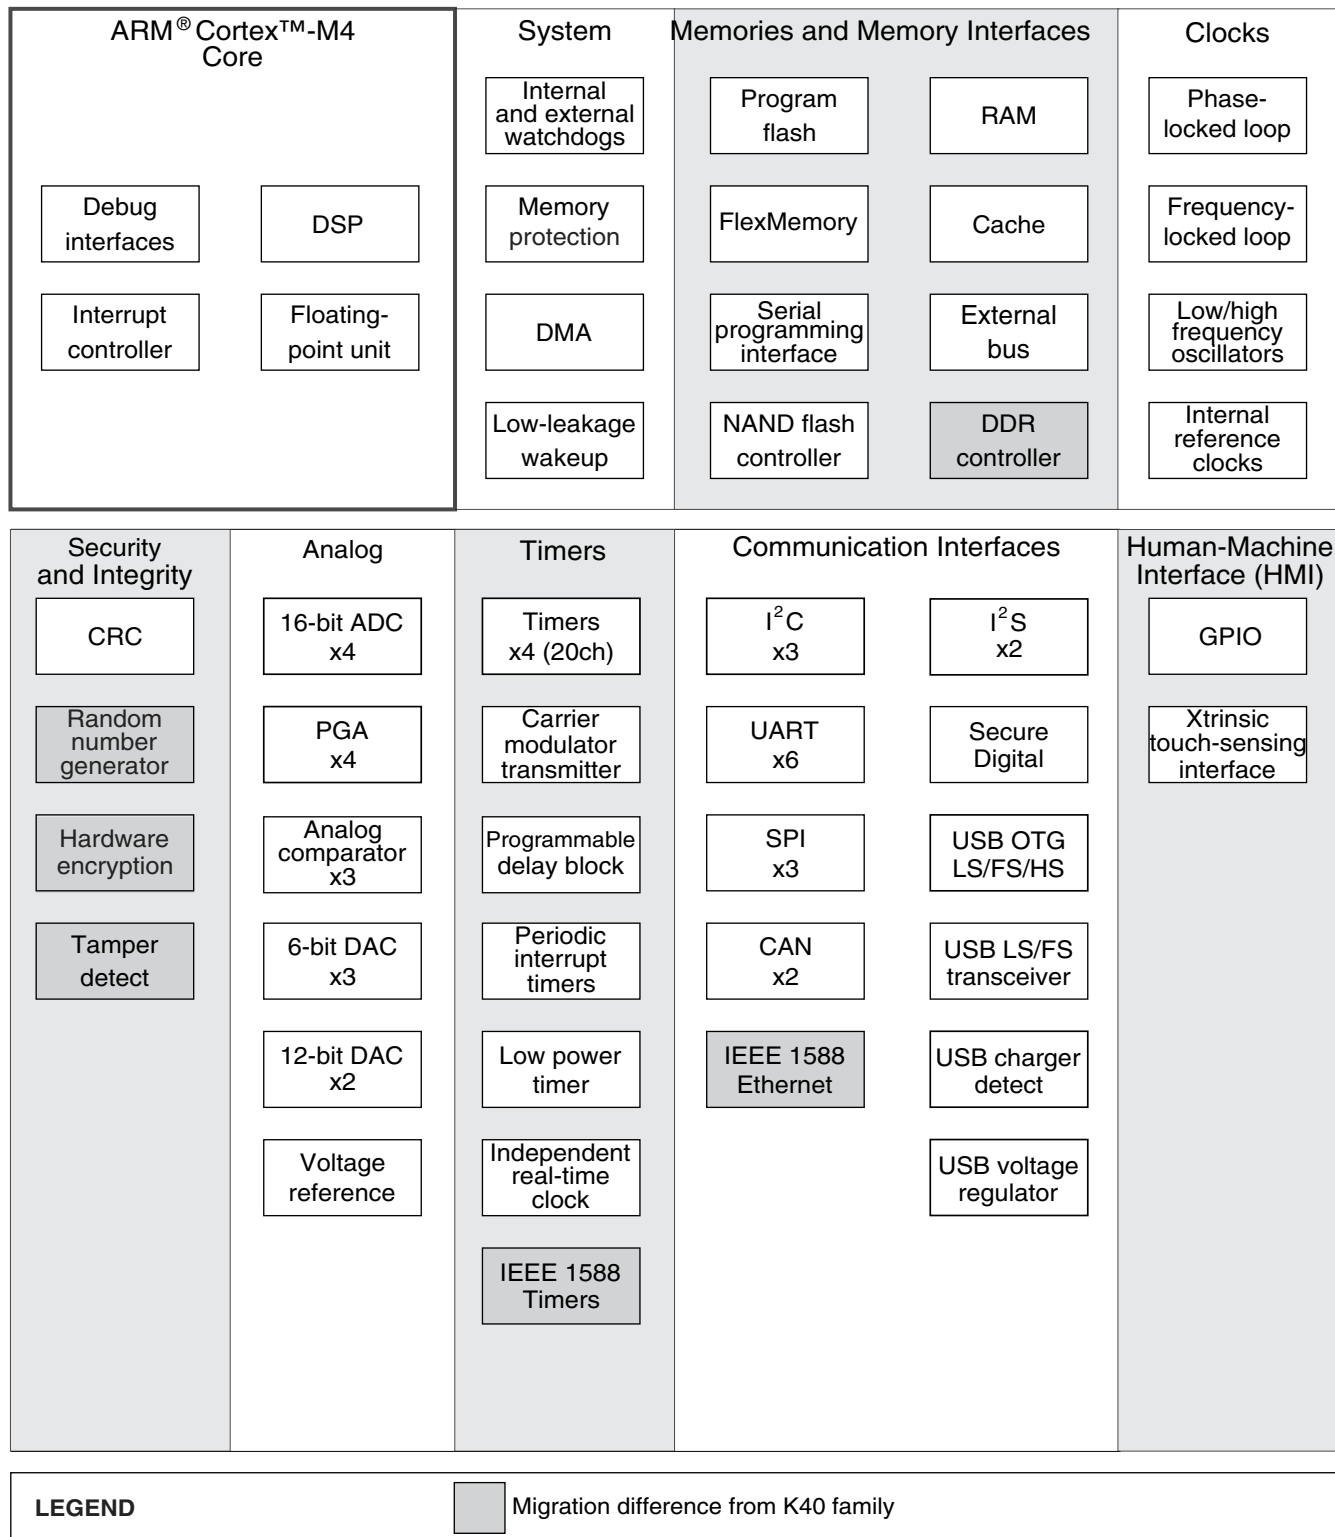 ARM® Cortex™-M4
Core
Debug
interfaces
DSP
Interrupt
controller
Floating-
point unit
System
Internal
and external
watchdogs
Memory
protection
DMA
Low-leakage
wakeup
Memories and Memory Interfaces
Program
flash
RAM
FlexMemory
Cache
Serial
programming
interface
External
bus
NAND flash
controller
DDR
controller
Clocks
Phase-
locked loop
Frequency-
locked loop
Low/high
frequency
oscillators
Internal
reference
clocks
Security
and Integrity
CRC
Random
number
generator
Hardware
encryption
Tamper
detect
Analog
16-bit ADC
x4
PGA
x4
Analog
comparator
x3
6-bit DAC
x3
12-bit DAC
x2
Voltage
reference
Timers
Timers
x4 (20ch)
Carrier
modulator
transmitter
Programmable
delay block
Periodic
interrupt
timers
Low power
timer
Independent
real-time
clock
IEEE 1588
Timers
Communication Interfaces
I²C
x3
I²S
x2
UART
x6
Secure
Digital
SPI
x3
USB OTG
LS/FS/HS
CAN
x2
USB LS/FS
transceiver
IEEE 1588
Ethernet
USB charger
detect
USB voltage
regulator
Human-Machine
Interface (HMI)
GPIO
Xtrinsic
touch-sensing
interface
LEGEND
Migration difference from K40 family